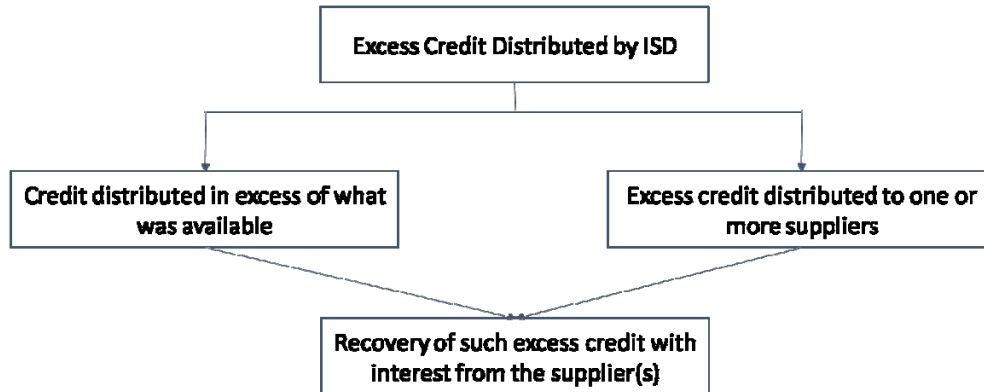 Excess Credit Distributed by ISD
Credit distributed in excess of what
was available
Excess credit distributed to one or
more suppliers
Recovery of such excess credit with
interest from the supplier(s)